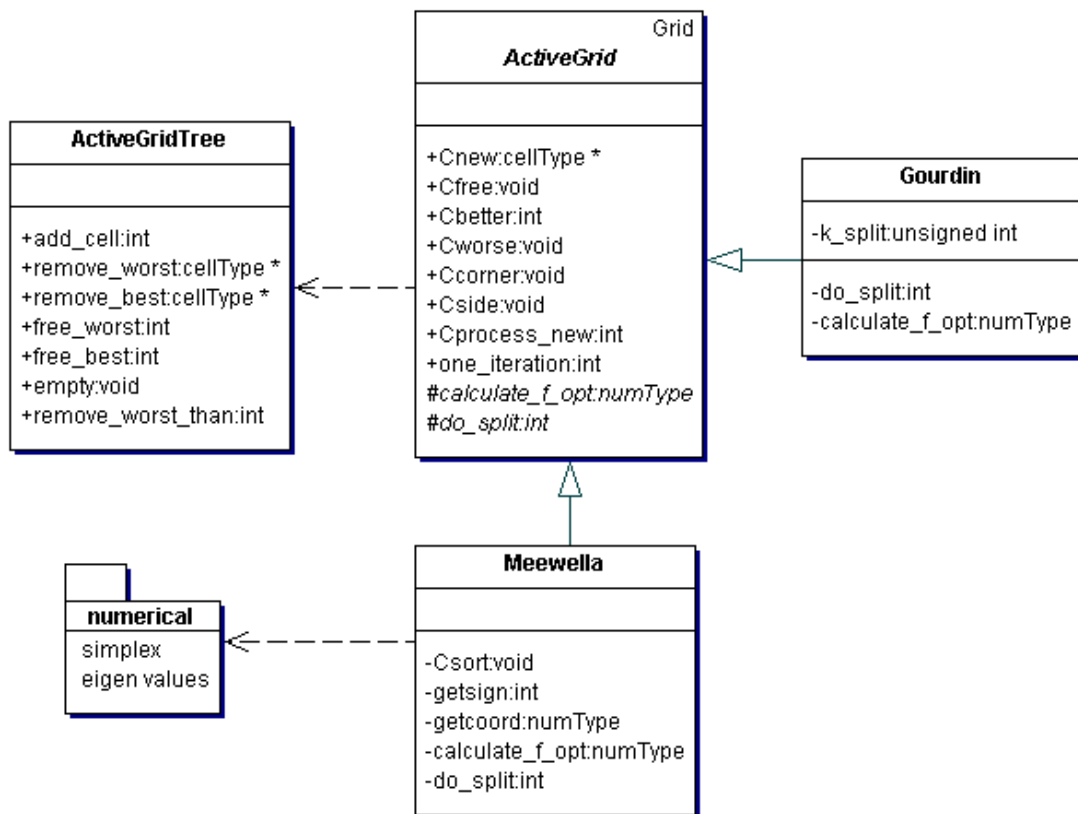 Grid
ActiveGrid
+Cnew:cellType *
+Cfree:void
+Cbetter:int
+Cworse:void
+Ccorner:void
+Cside:void
+Cprocess_new:int
+one_iteration:int
#calculate_f_opt:numType
#do_split:int
ActiveGridTree
+add_cell:int
+remove_worst:cellType *
+remove_best:cellType *
+free_worst:int
+free_best:int
+empty:void
+remove_worst_than:int
Gourdin
-k_split:unsigned int
-do_split:int
-calculate_f_opt:numType
Meewella
-Csort:void
-getsign:int
-getcoord:numType
-calculate_f_opt:numType
-do_split:int
numerical
simplex
eigen values